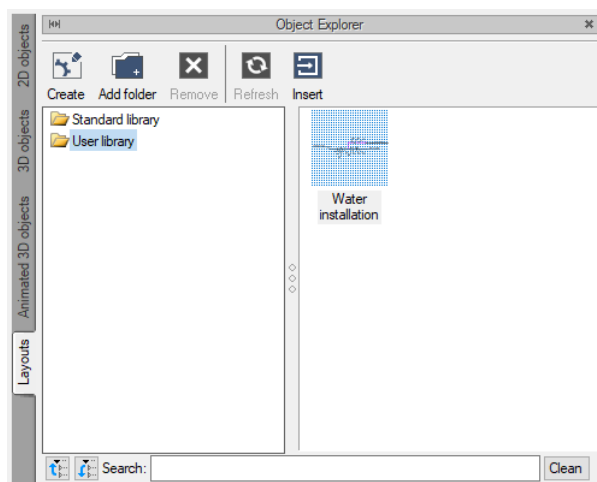 Object Explorer
2D objects
3D objects
Animated 3D objects
Layouts
Create
Add folder
Remove
Refresh
Insert
Standard library
User library
Water
installation
Search:
Clean